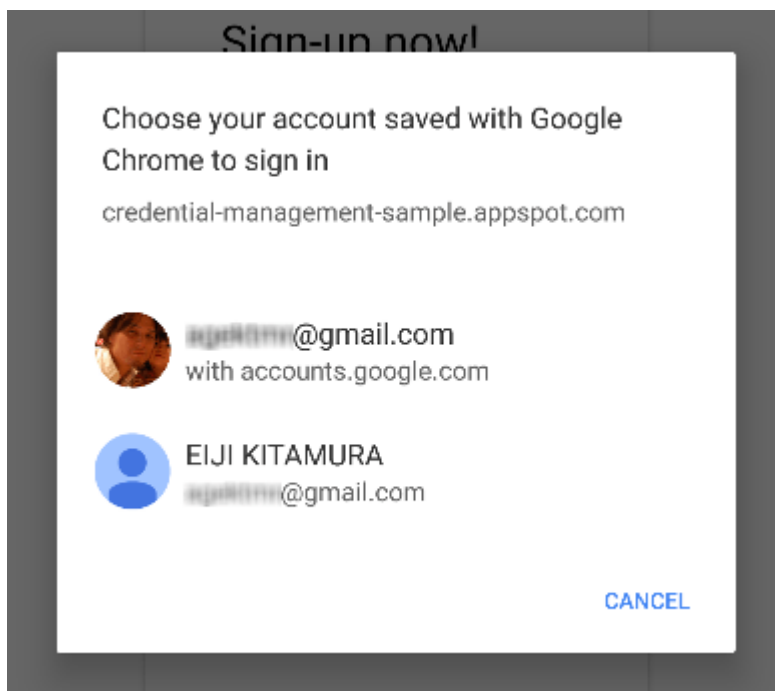 Sign-up now!
Choose your account saved with Google
Chrome to sign in
credential-management-sample.appspot.com
@gmail.com
with accounts.google.com
EIJI KITAMURA
@gmail.com
CANCEL